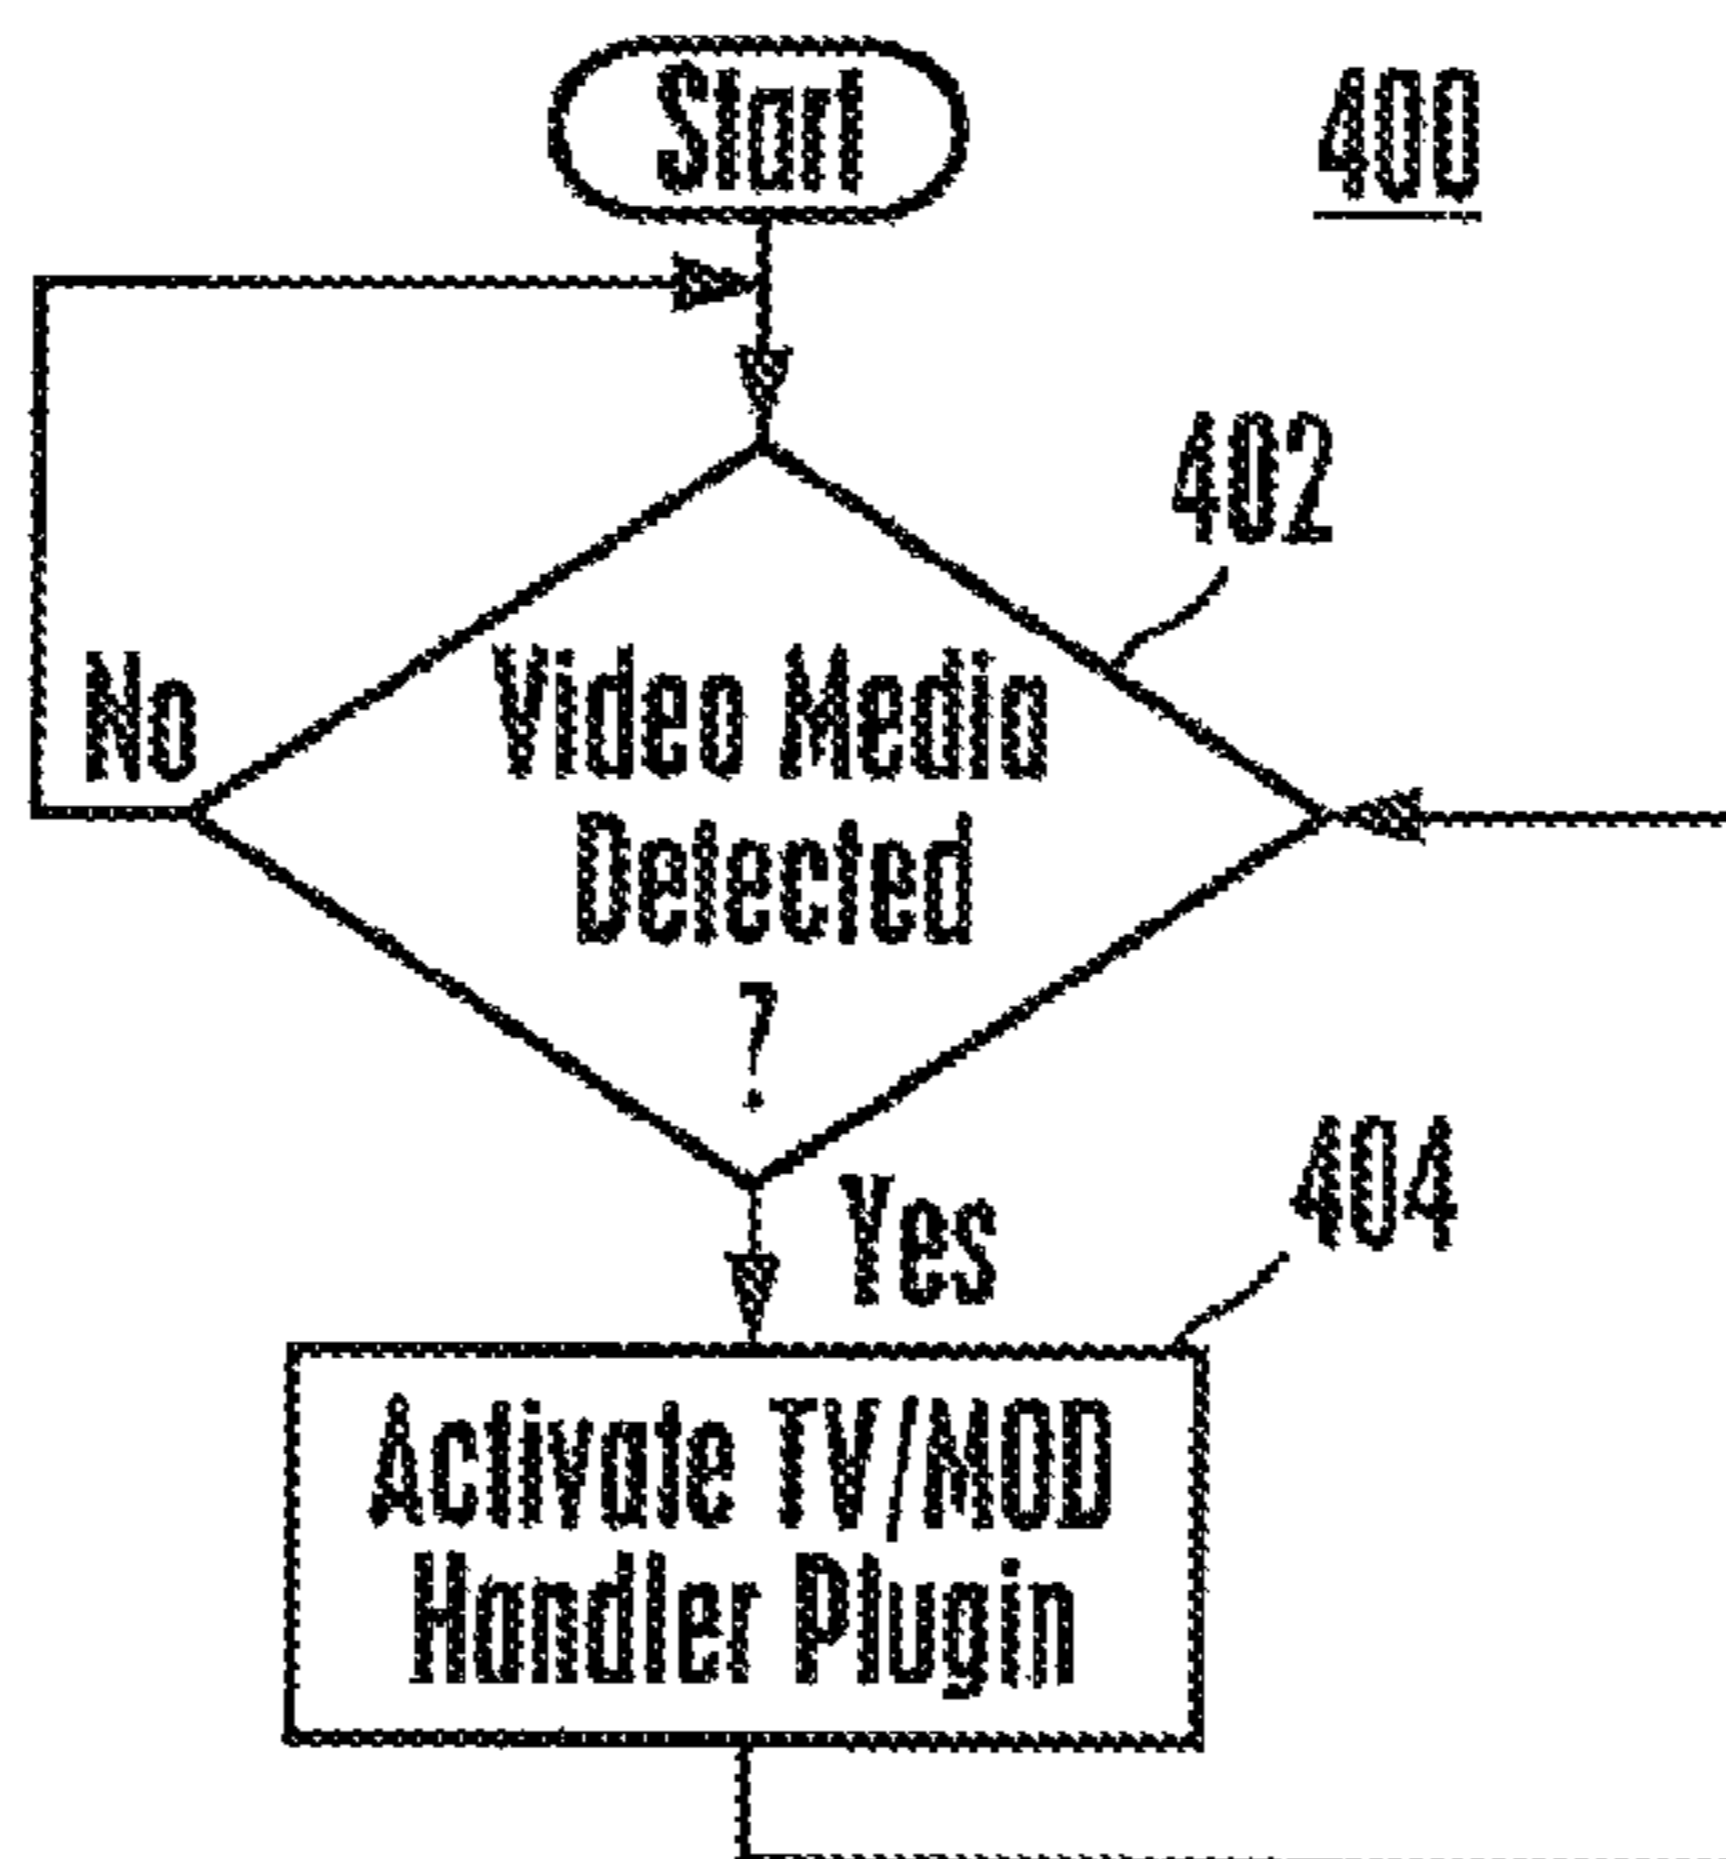 Start
400
402
No
Video Media
Detected
?
Yes
404
Activate TV/MOD
Handler Plugin